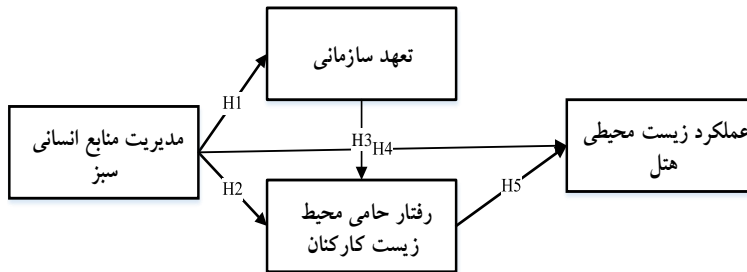 تعهد سازمانی
H1
مدیریت منابع انسانی
سبز
H3
H4
عملکرد زیست محیطی
هتل
H2
H5
رفتار حامی محیط
زیست کارکنان